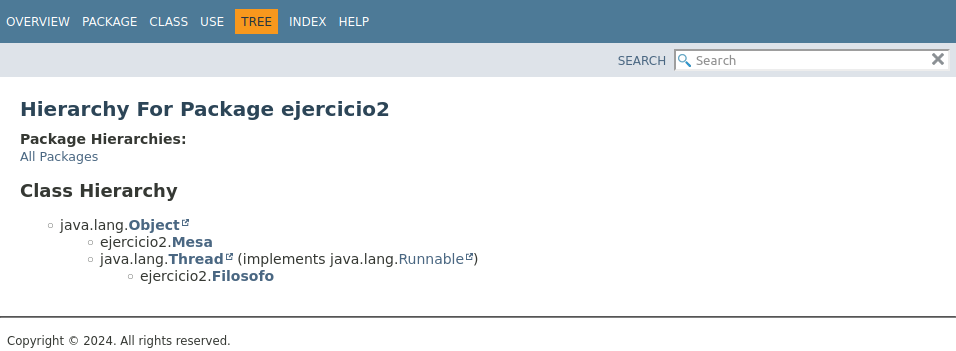 OVERVIEW PACKAGE CLASS USE TREE INDEX HELP
SEARCH Search
Hierarchy For Package ejercicio2
Package Hierarchies:
All Packages
Class Hierarchy
java.lang.Object
ejercicio2.Mesa
java.lang.Thread (implements java.lang.Runnable)
ejercicio2.Filosofo
Copyright © 2024. All rights reserved.